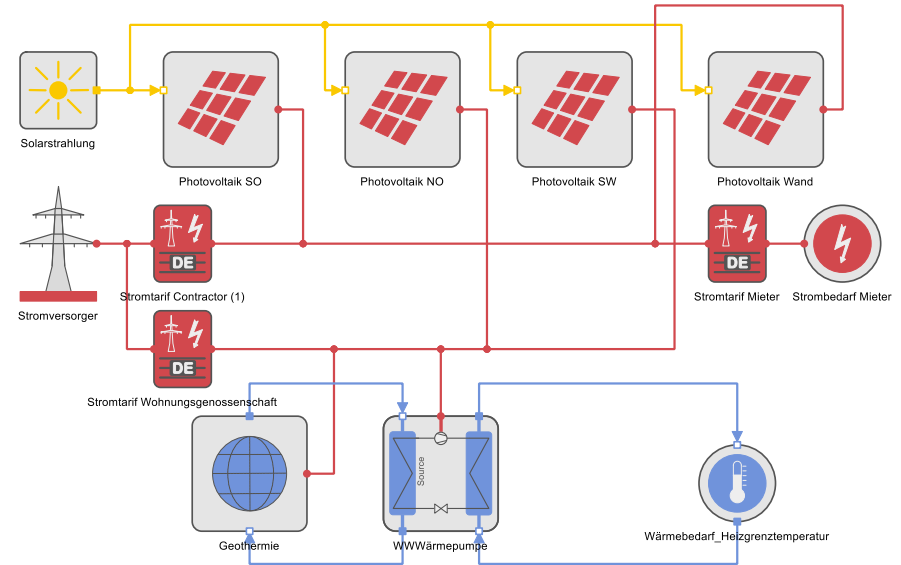 Solarstrahlung
Photovoltaik SO
Photovoltaik NO
Photovoltaik SW
Photovoltaik Wand
DE
DE
Stromversorger
Stromtarif Contractor (1)
Stromtarif Mieter
Strombedarf Mieter
DE
Stromtarif Wohnungsgenossenschaft
Source
Geothermie
WWWärmepumpe
Wärmebedarf_Heizgrenztemperatur